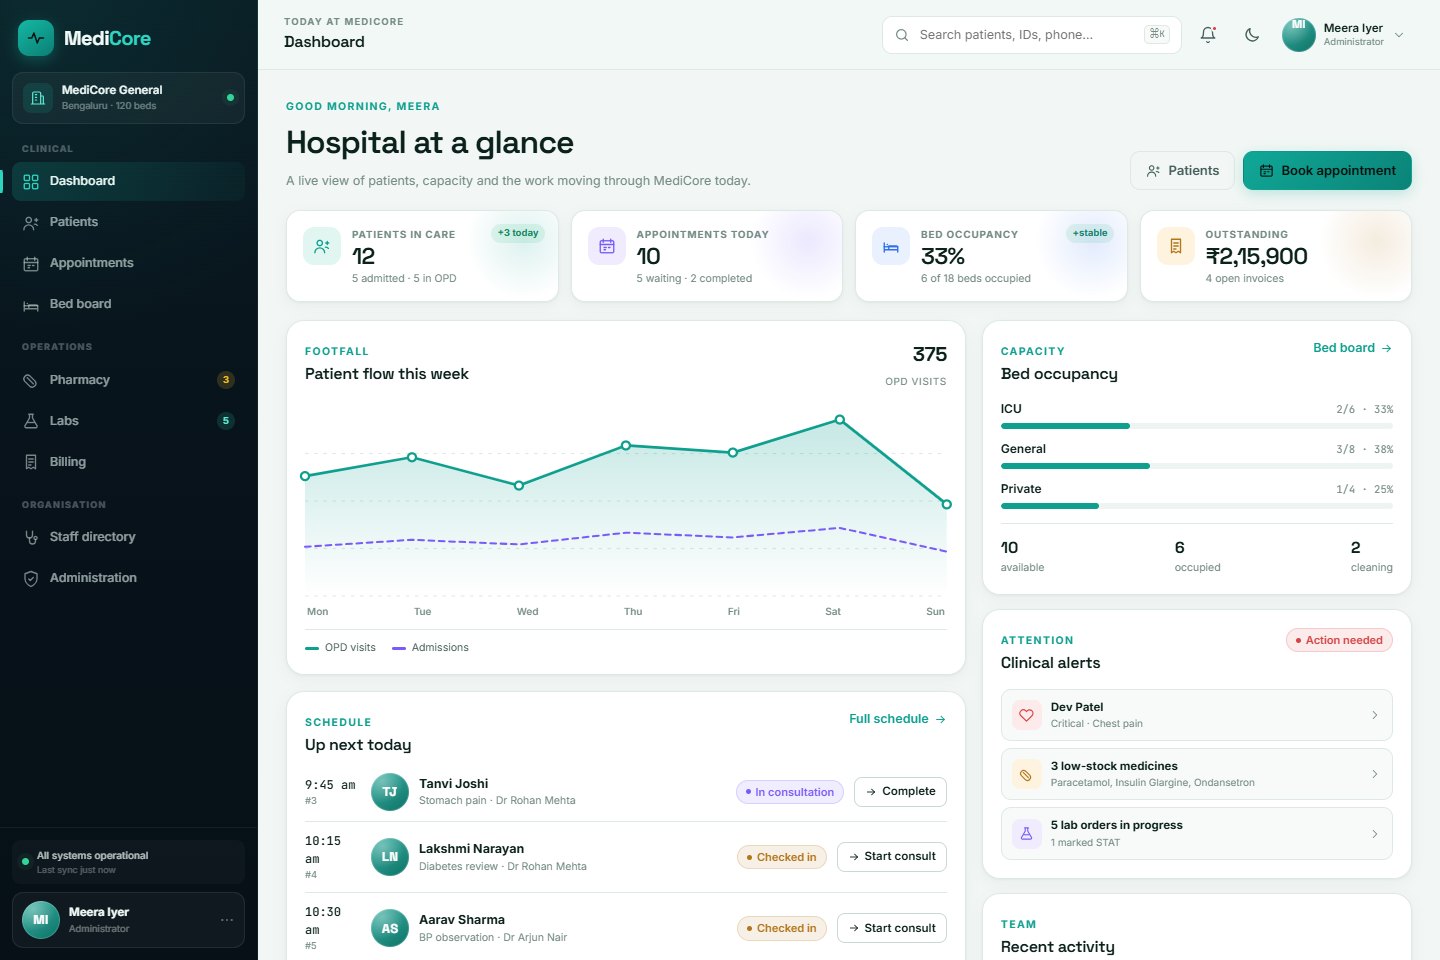 MediCore
MediCore General
Bengaluru · 120 beds
CLINICAL
Dashboard
Patients
Appointments
Bed board
OPERATIONS
Pharmacy 3
Labs 5
Billing
ORGANISATION
Staff directory
Administration
All systems operational
Last sync just now
MI
Meera Iyer
Administrator
TODAY AT MEDICORE
Dashboard
Search patients, IDs, phone... ⌘K
MI
Meera Iyer
Administrator
GOOD MORNING, MEERA
Hospital at a glance
A live view of patients, capacity and the work moving through MediCore today.
Patients
Book appointment
PATIENTS IN CARE +3 today
12
5 admitted · 5 in OPD
APPOINTMENTS TODAY
10
5 waiting · 2 completed
BED OCCUPANCY +stable
33%
6 of 18 beds occupied
OUTSTANDING
₹2,15,900
4 open invoices
FOOTFALL
Patient flow this week
375
OPD VISITS
Mon Tue Wed Thu Fri Sat Sun
OPD visits Admissions
CAPACITY
Bed occupancy
Bed board →
ICU 2/6 · 33%
General 3/8 · 38%
Private 1/4 · 25%
10 6 2
available occupied cleaning
ATTENTION
Clinical alerts
Action needed
Dev Patel
Critical · Chest pain
3 low-stock medicines
Paracetamol, Insulin Glargine, Ondansetron
5 lab orders in progress
1 marked STAT
SCHEDULE
Up next today
Full schedule →
9:45 am
#3
TJ
Tanvi Joshi
Stomach pain · Dr Rohan Mehta
In consultation
→ Complete
10:15
am
#4
LN
Lakshmi Narayan
Diabetes review · Dr Rohan Mehta
Checked in
→ Start consult
10:30
am
#5
AS
Aarav Sharma
BP observation · Dr Arjun Nair
Checked in
→ Start consult
TEAM
Recent activity